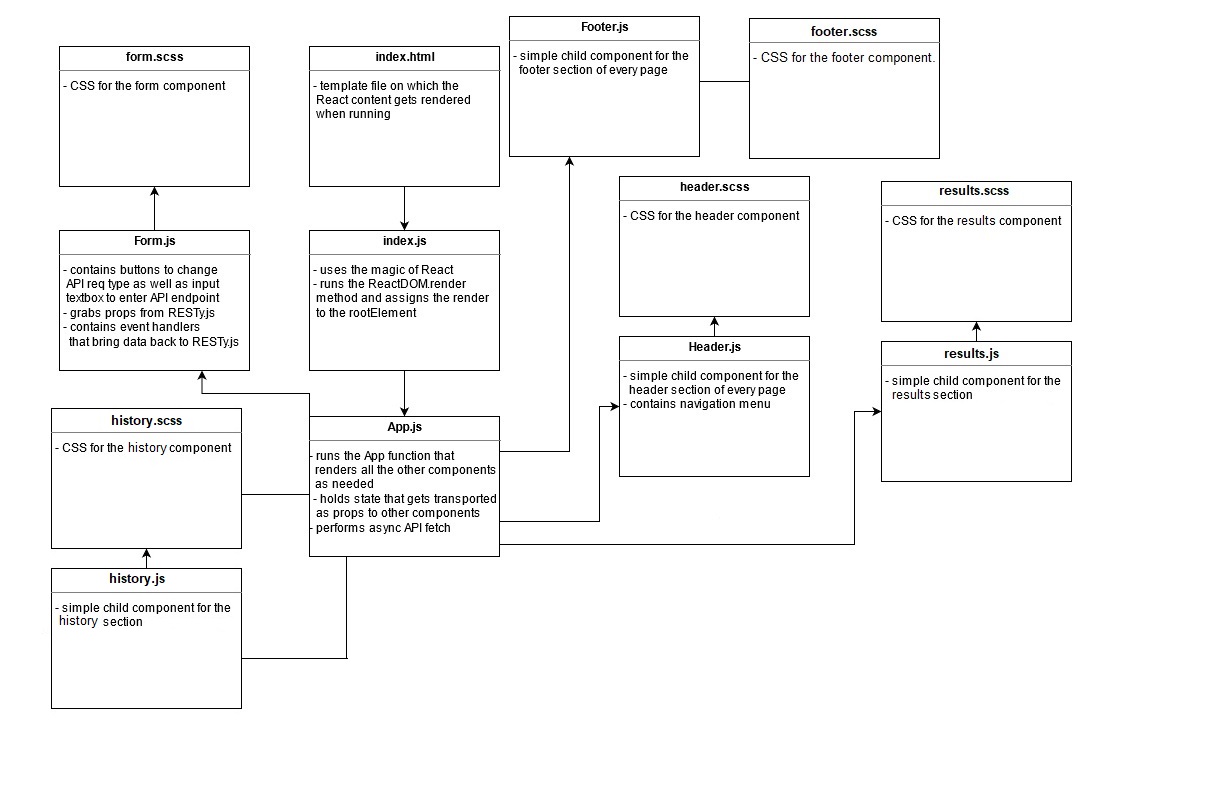 form.scss
- CSS for the form component
index.html
- template file on which the
React content gets rendered
when running
Footer.js
- simple child component for the
footer section of every page
footer.scss
- CSS for the footer component.
header.scss
- CSS for the header component
results.scss
- CSS for the results component
Form.js
- contains buttons to change
API req type as well as input
textbox to enter API endpoint
- grabs props from RESTy.js
- contains event handlers
that bring data back to RESTy.js
index.js
- uses the magic of React
- runs the ReactDOM.render
method and assigns the render
to the rootElement
Header.js
- simple child component for the
header section of every page
- contains navigation menu
results.js
- simple child component for the
results section
history.scss
- CSS for the history component
App.js
- runs the App function that
renders all the other components
as needed
- holds state that gets transported
as props to other components
- performs async API fetch
history.js
- simple child component for the
history section